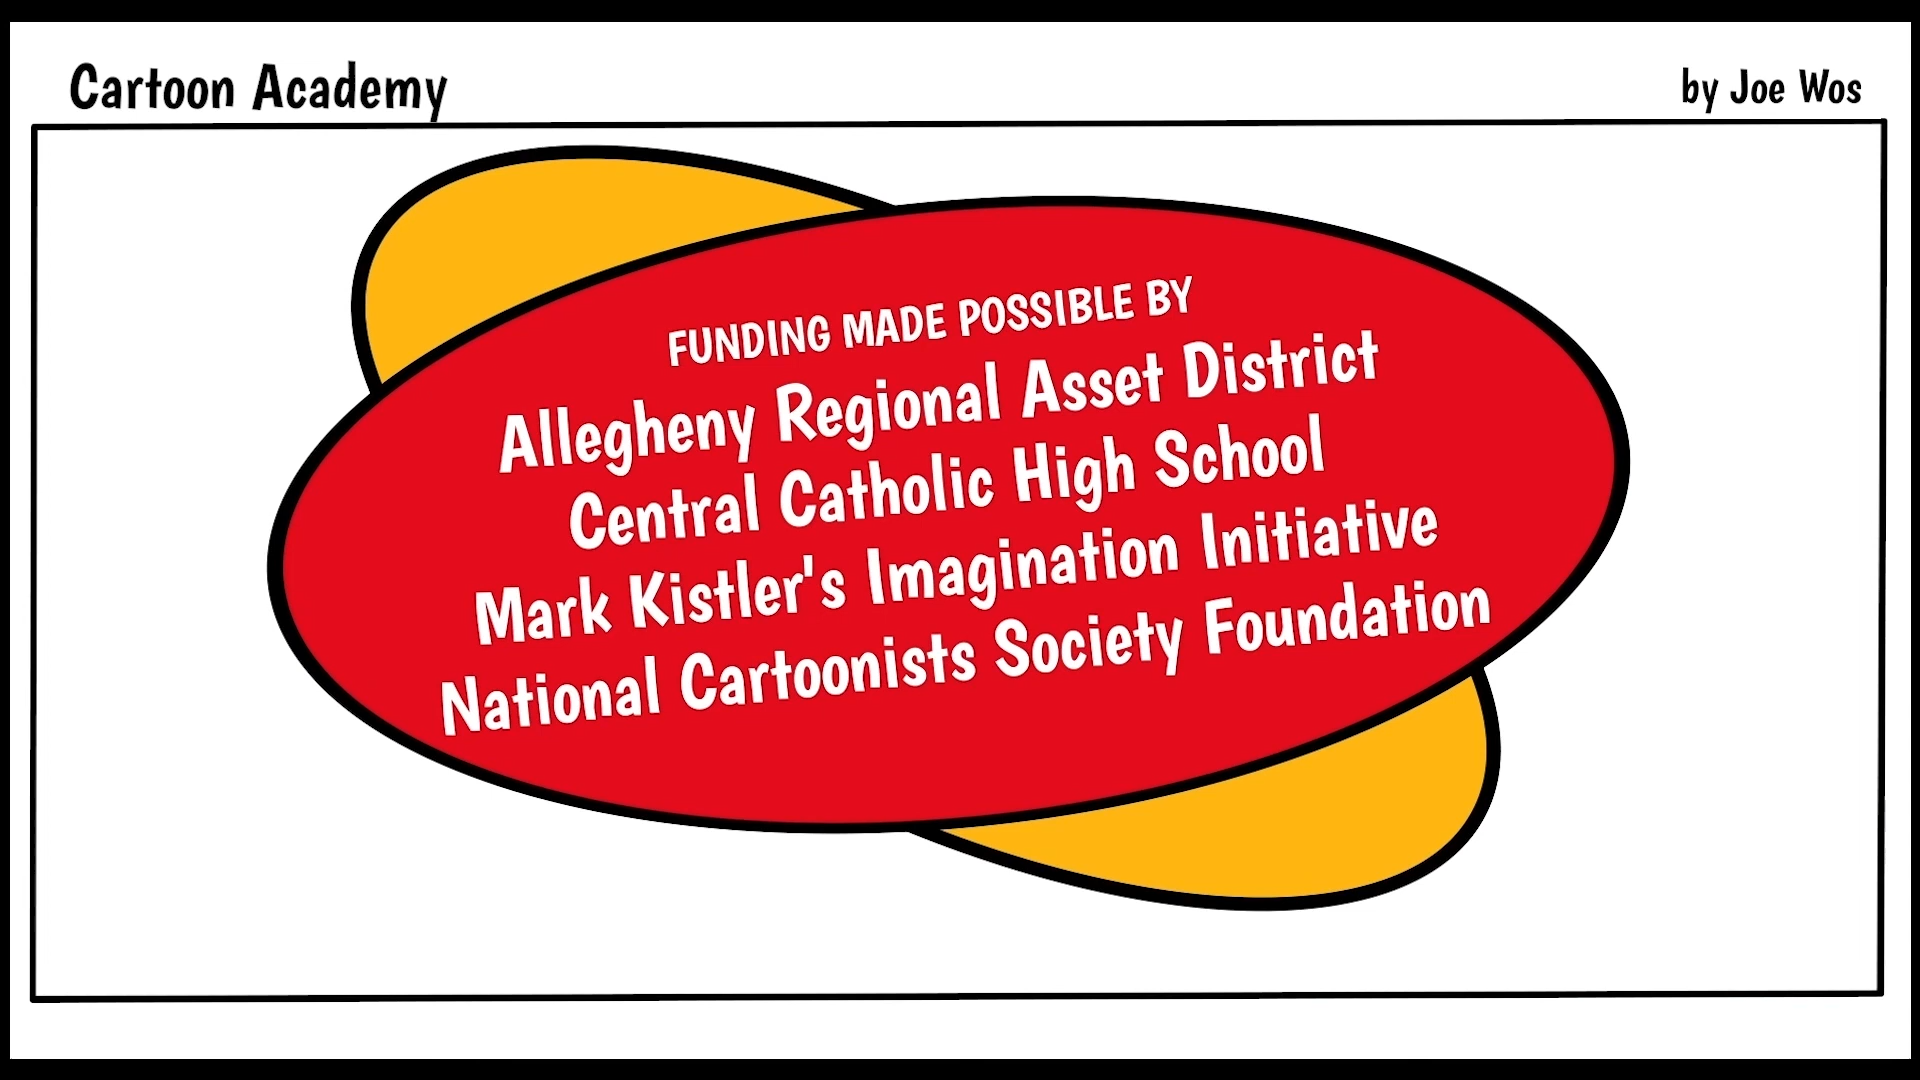 Cartoon Academy
by Joe Wos
FUNDING MADE POSSIBLE BY
Allegheny Regional Asset District
Central Catholic High School
Mark Kistler's Imagination Initiative
National Cartoonists Society Foundation